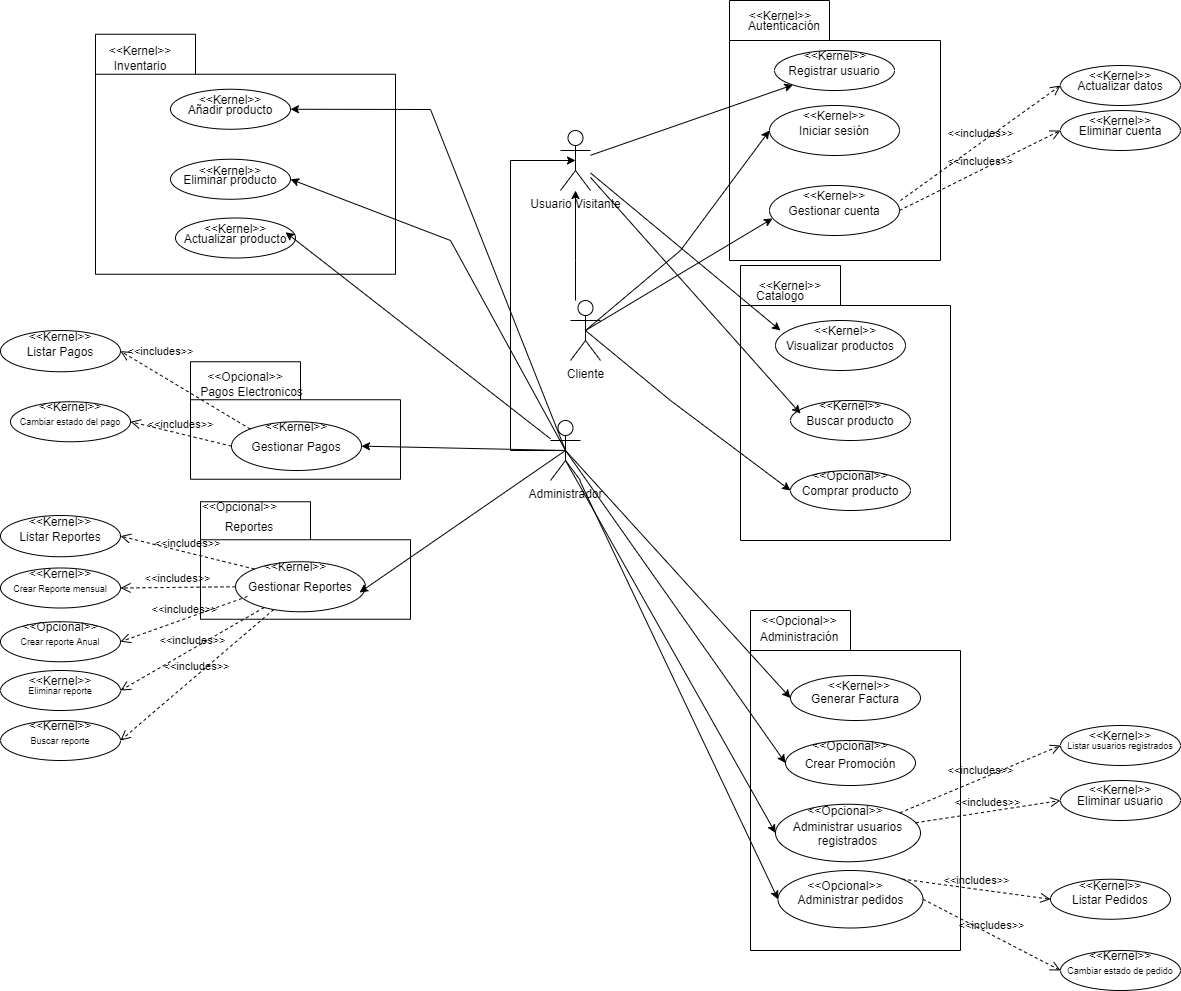 <<Kernel>>
Inventario
<<Kernel>>
Añadir producto
<<Kernel>>
Eliminar producto
<<Kernel>>
Actualizar producto
<<Kernel>>
Autenticación
<<Kernel>>
Registrar usuario
<<Kernel>>
Iniciar sesión
<<Kernel>>
Gestionar cuenta
<<includes>>
<<includes>>
<<Kernel>>
Actualizar datos
<<Kernel>>
Eliminar cuenta
Usuario Visitante
Cliente
Administrador
<<Kernel>>
Catalogo
<<Kernel>>
Visualizar productos
<<Kernel>>
Buscar producto
<<Opcional>>
Comprar producto
<<Kernel>>
Listar Pagos
<<includes>>
<<Kernel>>
Cambiar estado del pago
<<includes>>
<<Opcional>>
Pagos Electronicos
<<Kernel>>
Gestionar Pagos
<<Opcional>>
Reportes
<<Kernel>>
Gestionar Reportes
<<Kernel>>
Listar Reportes
<<includes>>
<<Kernel>>
Crear Reporte mensual
<<includes>>
<<Opcional>>
Crear reporte Anual
<<includes>>
<<Kernel>>
Eliminar reporte
<<includes>>
<<Kernel>>
Buscar reporte
<<includes>>
<<Opcional>>
Administración
<<Kernel>>
Generar Factura
<<Opcional>>
Crear Promoción
<<Opcional>>
Administrar usuarios
registrados
<<Opcional>>
Administrar pedidos
<<includes>>
<<Kernel>>
Listar usuarios registrados
<<includes>>
<<Kernel>>
Eliminar usuario
<<includes>>
<<Kernel>>
Listar Pedidos
<<includes>>
<<Kernel>>
Cambiar estado de pedido